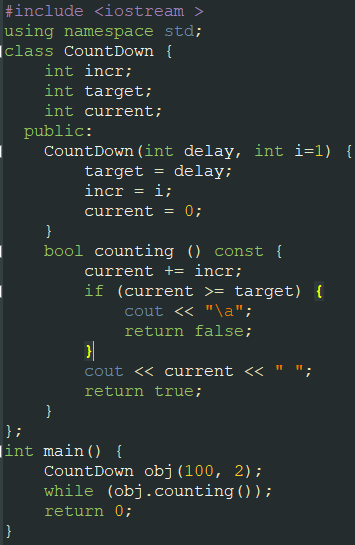 #include <iostream >
using namespace std;
class CountDown {
    int incr;
    int target;
    int current;
  public:
    CountDown(int delay, int i=1) {
        target = delay;
        incr = i;
        current = 0;
    }
    bool counting () const {
        current += incr;
        if (current >= target) {
            cout << "\a";
            return false;
        }
        cout << current << " ";
        return true;
    }
};
int main() {
    CountDown obj(100, 2);
    while (obj.counting());
    return 0;
}